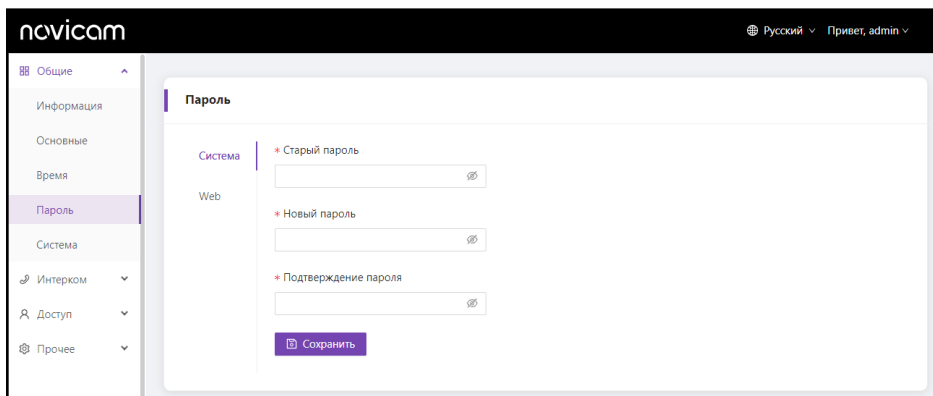 novicam
Русский Привет, admin
Общие
Информация
Основные
Время
Пароль
Система
Интерком
Доступ
Прочее
Пароль
Система
Web
* Старый пароль
* Новый пароль
* Подтверждение пароля
Сохранить